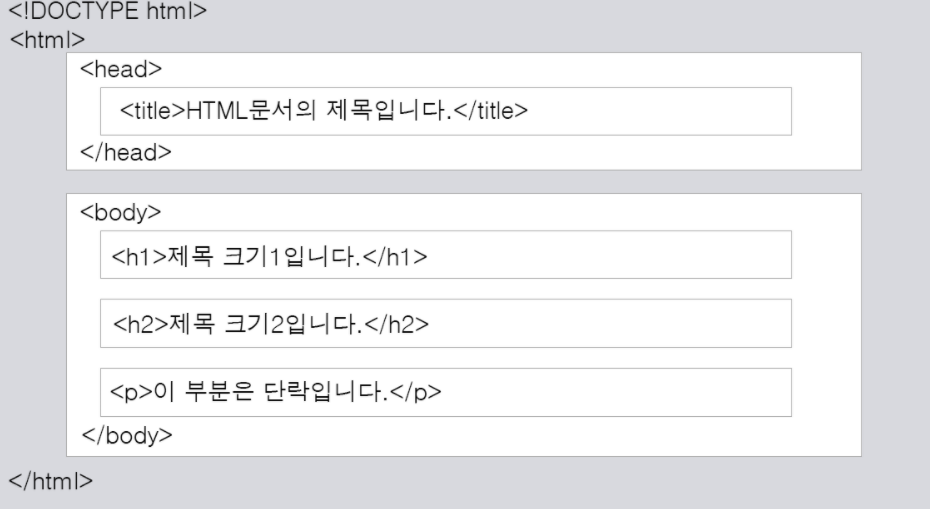 <!DOCTYPE html>
<html>
<head>
<title>HTML문서의 제목입니다.</title>
</head>
<body>
<h1>제목 크기1입니다.</h1>
<h2>제목 크기2입니다.</h2>
<p>이 부분은 단락입니다.</p>
</body>
</html>